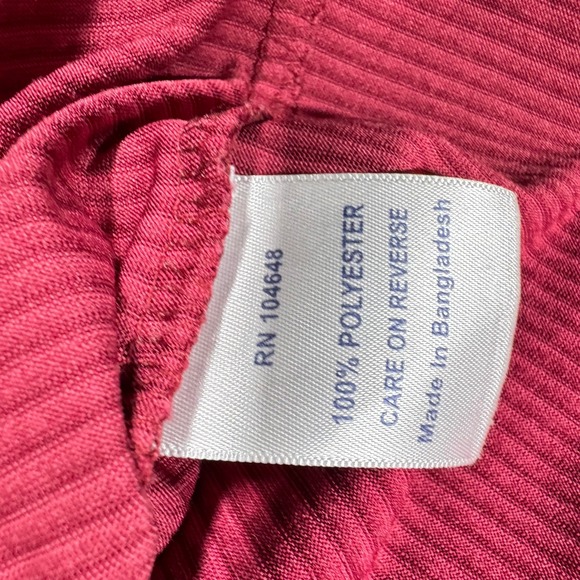 RN 104648
100% POLYESTER
CARE ON REVERSE
Made In Bangladesh